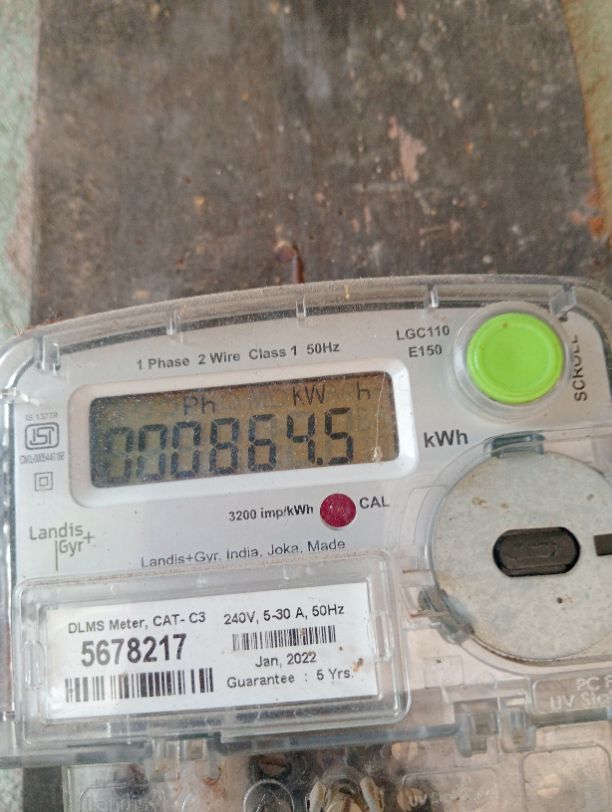 LGC110
E150
SCROLL
1 Phase 2 Wire Class 1 50Hz
Ph kW h
000864.5
kWh
3200 imp/kWh CAL
Landis+
Gyr
Landis+Gyr, India, Joka, Made
DLMS Meter, CAT- C3 240V, 5-30 A, 50Hz
5678217
Jan, 2022
Guarantee : 5 Yrs.